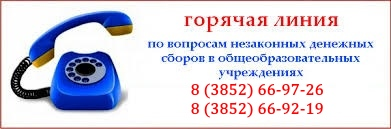 горячая линия
по вопросам незаконных денежных
сборов в общеобразовательных
учреждениях
8 (3852) 66-97-26
8 (3852) 66-92-19